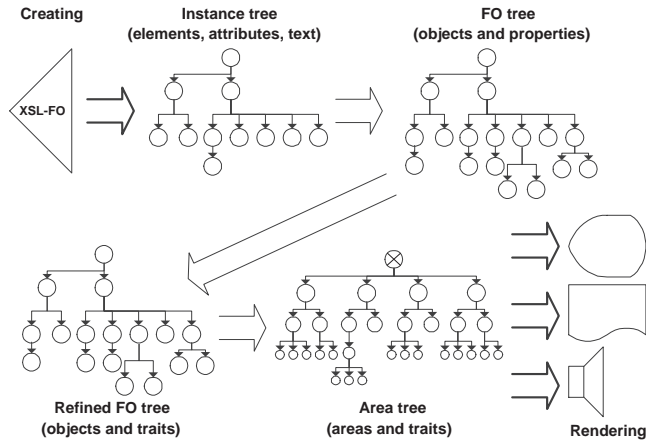 Creating
Instance tree
(elements, attributes, text)
FO tree
(objects and properties)
XSL-FO
Refined FO tree
(objects and traits)
Area tree
(areas and traits)
Rendering